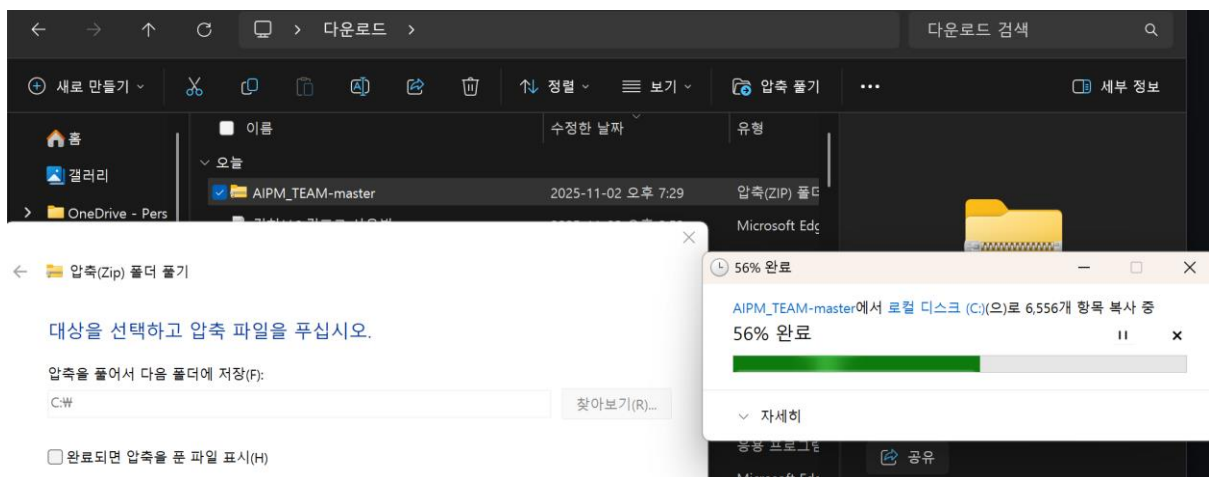 다운로드
다운로드 검색
새로 만들기
정렬
보기
압축 풀기
세부 정보
홈
갤러리
OneDrive - Pers
이름
수정한 날짜
유형
오늘
AIPM_TEAM-master
2025-11-02 오후 7:29
압축(ZIP) 폴더
Microsoft Edg
압축(Zip) 폴더 풀기
대상을 선택하고 압축 파일을 푸십시오.
압축을 풀어서 다음 폴더에 저장(F):
C:₩
찾아보기(R)...
완료되면 압축을 푼 파일 표시(H)
56% 완료
AIPM_TEAM-master에서 로컬 디스크 (C:)(으)로 6,556개 항목 복사 중
56% 완료
자세히
응용 프로그램
공유